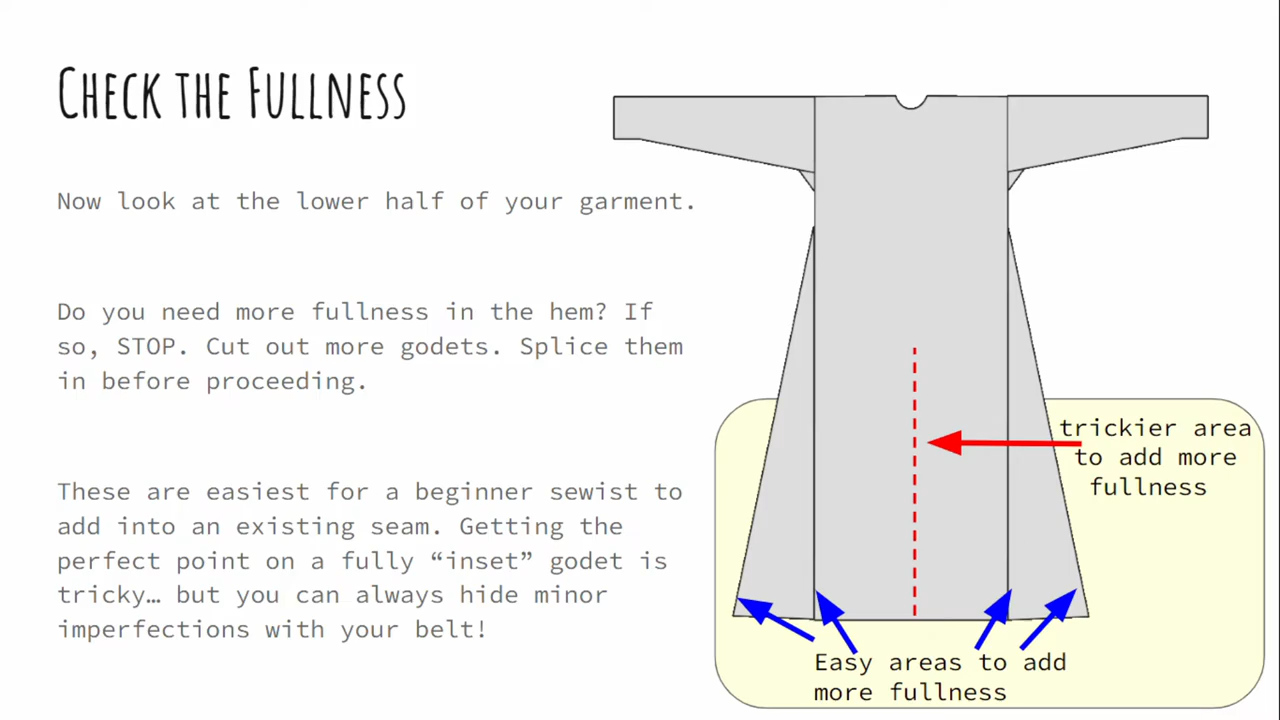 Check the Fullness
Now look at the lower half of your garment.
Do you need more fullness in the hem? If
so, STOP. Cut out more godets. Splice them
in before proceeding.
These are easiest for a beginner sewist to
add into an existing seam. Getting the
perfect point on a fully “inset” godet is
tricky… but you can always hide minor
imperfections with your belt!
trickier area
to add more
fullness
Easy areas to add
more fullness